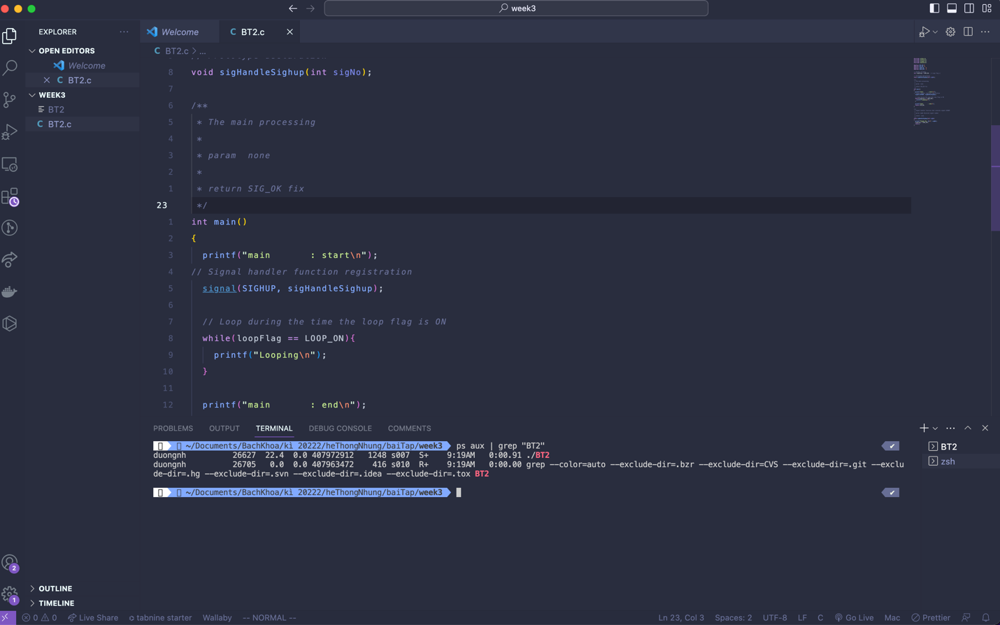 week3
EXPLORER
Welcome
BT2.c
OPEN EDITORS
Welcome
BT2.c
WEEK3
BT2
BT2.c
BT2.c > ...
8 void sigHandleSighup(int sigNo);
7
6 /**
5 * The main processing
4 *
3 * param  none
2 *
1 * return SIG_OK fix
23 */
1 int main()
2 {
3 printf("main       : start\n");
4 // Signal handler function registration
5 signal(SIGHUP, sigHandleSighup);
6
7 // Loop during the time the loop flag is ON
8 while(loopFlag == LOOP_ON){
9 printf("Looping\n");
10 }
11
12 printf("main       : end\n");
PROBLEMS OUTPUT TERMINAL DEBUG CONSOLE COMMENTS
~/Documents/BachKhoa/kì 20222/heThongNhung/baiTap/week3 ps aux | grep "BT2"
duongnh 26627 22.4 0.0 407972912 1248 s007 S+ 9:19AM 0:00.91 ./BT2
duongnh 26705 0.0 0.0 407963472 416 s010 R+ 9:19AM 0:00.00 grep --color=auto --exclude-dir=.bzr --exclude-dir=CVS --exclude-dir=.git --exclu
de-dir=.hg --exclude-dir=.svn --exclude-dir=.idea --exclude-dir=.tox BT2
~/Documents/BachKhoa/kì 20222/heThongNhung/baiTap/week3
BT2
zsh
2
1
OUTLINE
TIMELINE
0 0 Live Share tabnine starter Wallaby -- NORMAL -- Ln 23, Col 3 Spaces: 2 UTF-8 LF C Go Live Mac Prettier